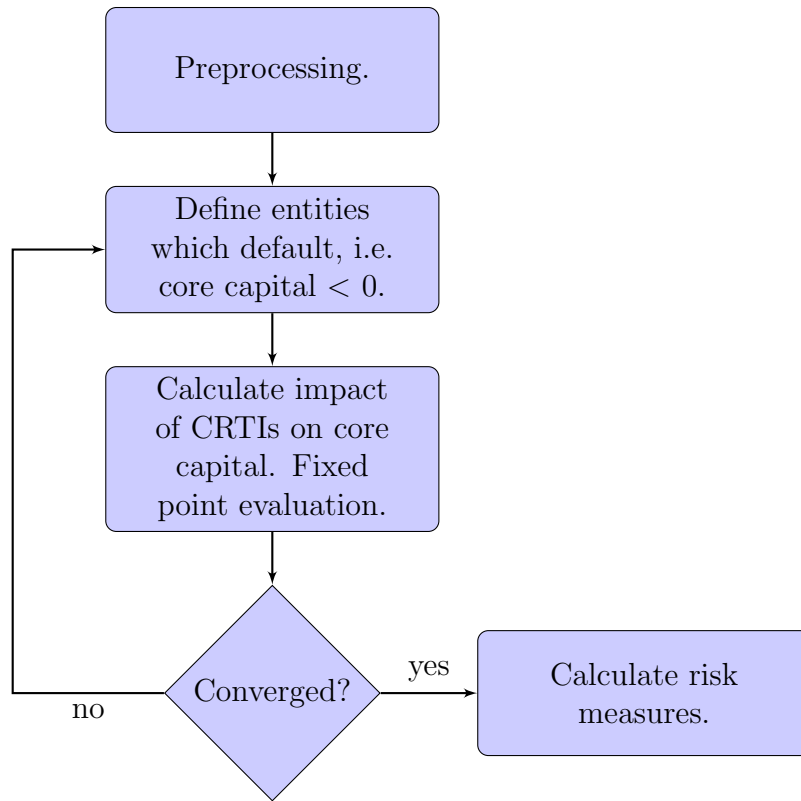 Preprocessing.
Define entities
which default, i.e.
core capital < 0.
Calculate impact
of CRTIs on core
capital. Fixed
point evaluation.
Converged?
yes
no
Calculate risk
measures.